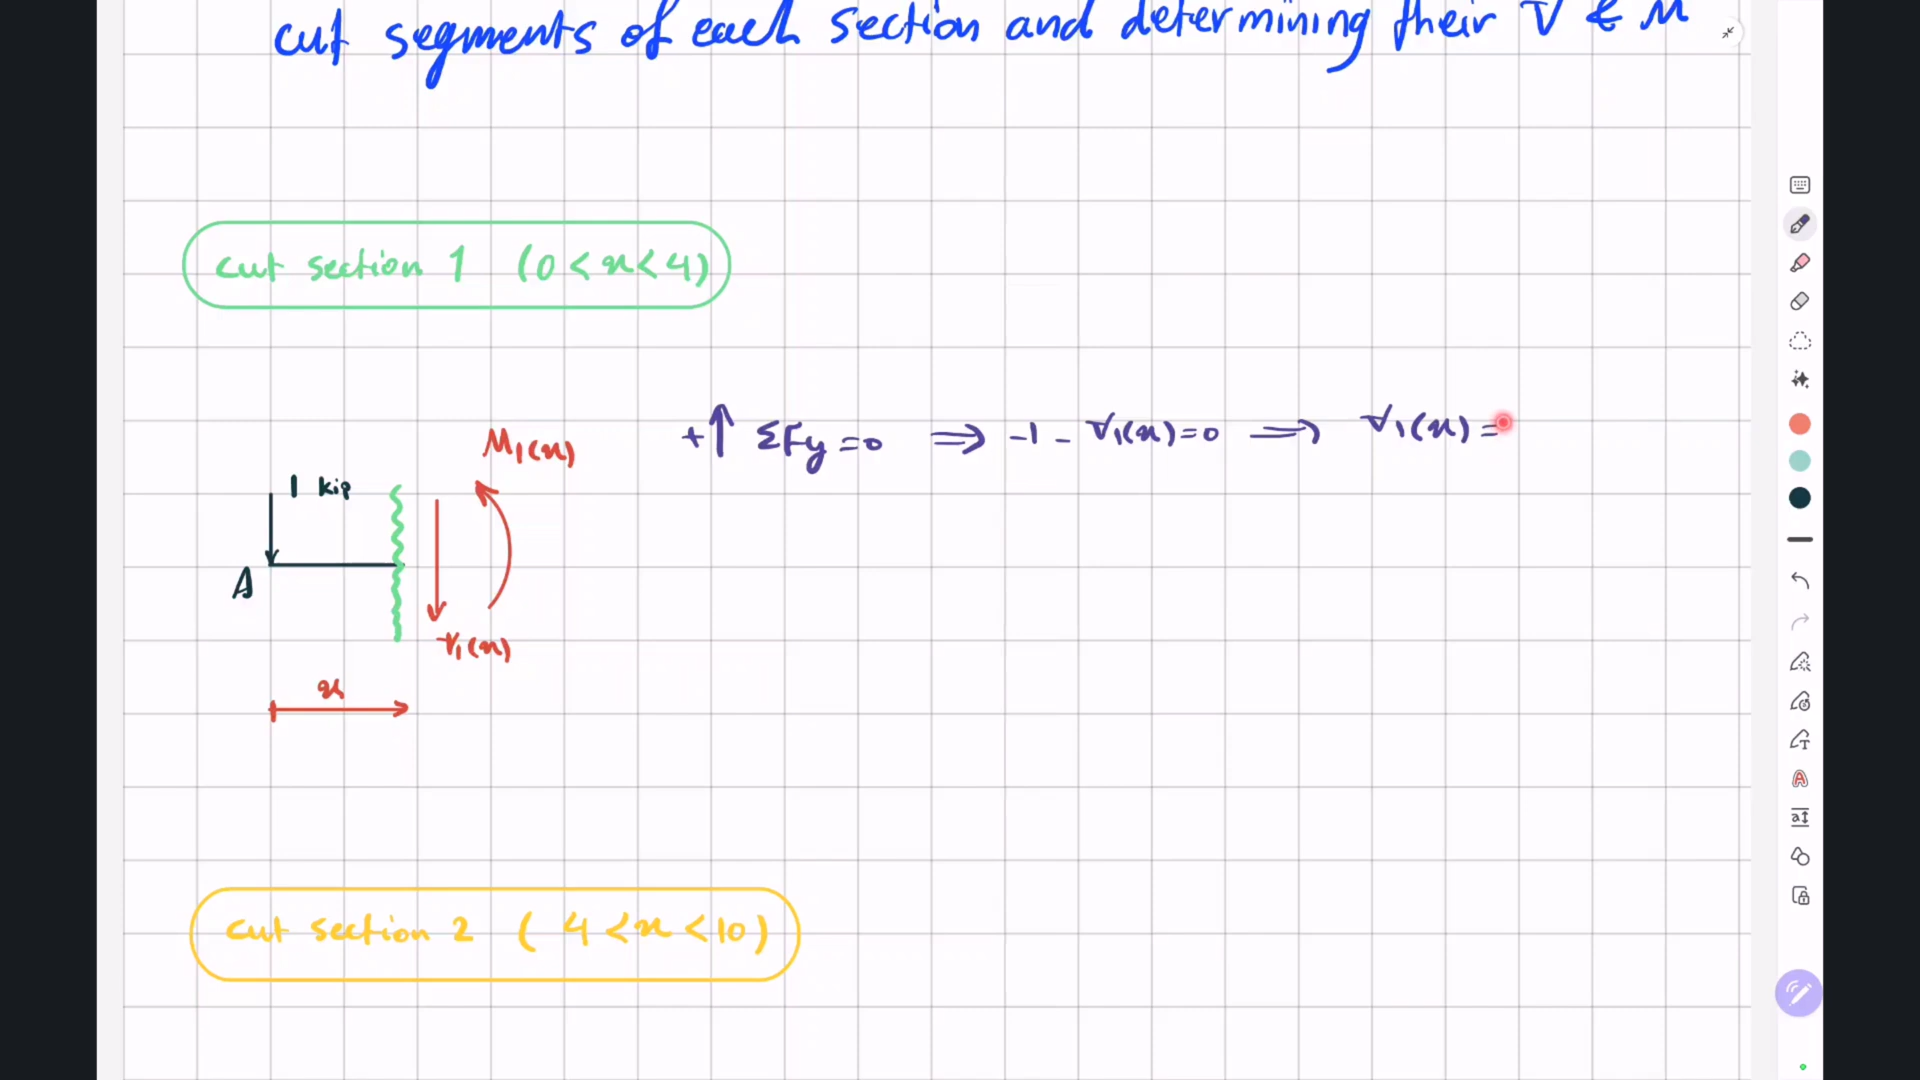 cut segments of each section and determining their V & M
cut section 1 (0 < x < 4)
+↑ ΣFy = 0 ⟹ -1 - V1(x) = 0 ⟹ V1(x) =
M1(x)
1 kip
A
V1(x)
x
cut section 2 ( 4 < x < 10 )